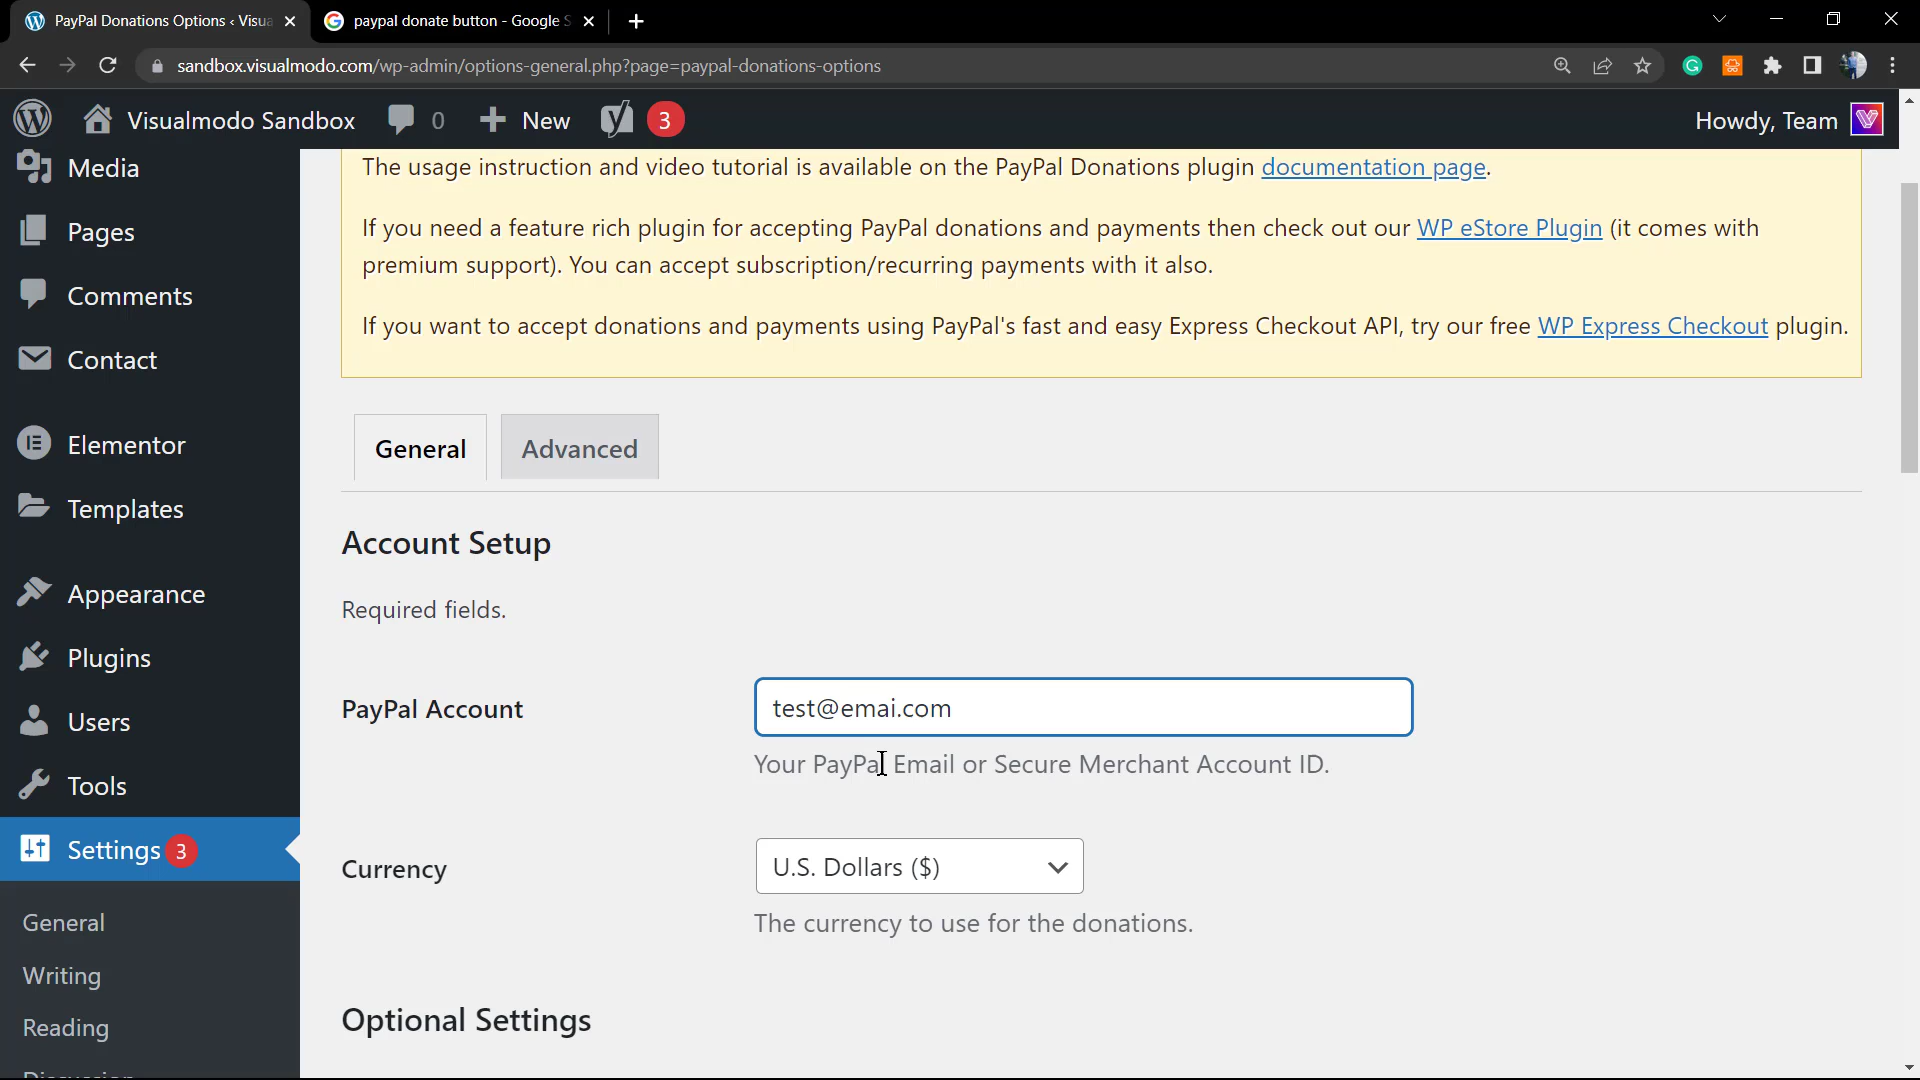 PayPal Donations Options ‹ Visua
paypal donate button - Google S
sandbox.visualmodo.com/wp-admin/options-general.php?page=paypal-donations-options
Visualmodo Sandbox
0
New
3
Howdy, Team
Media
Pages
Comments
Contact
Elementor
Templates
Appearance
Plugins
Users
Tools
Settings 3
General
Writing
Reading
Discussion
The usage instruction and video tutorial is available on the PayPal Donations plugin documentation page.
If you need a feature rich plugin for accepting PayPal donations and payments then check out our WP eStore Plugin (it comes with
premium support). You can accept subscription/recurring payments with it also.
If you want to accept donations and payments using PayPal's fast and easy Express Checkout API, try our free WP Express Checkout plugin.
General
Advanced
Account Setup
Required fields.
PayPal Account
test@emai.com
Your PayPal Email or Secure Merchant Account ID.
Currency
U.S. Dollars ($)
The currency to use for the donations.
Optional Settings